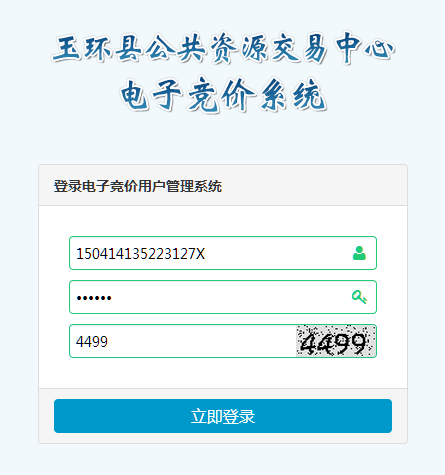 玉环县公共资源交易中心
电子竞价系统
登录电子竞价用户管理系统
150414135223127X
••••••
4499
4499
立即登录